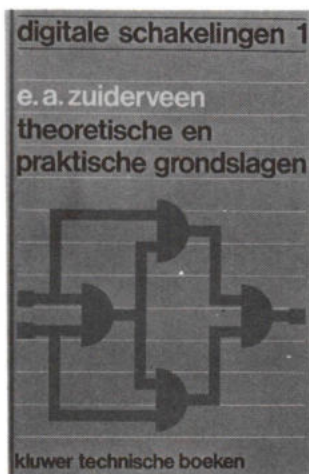 digitale schakelingen 1
e.a.zuiderveen
theoretische en
praktische grondslagen
kluwer technische boeken